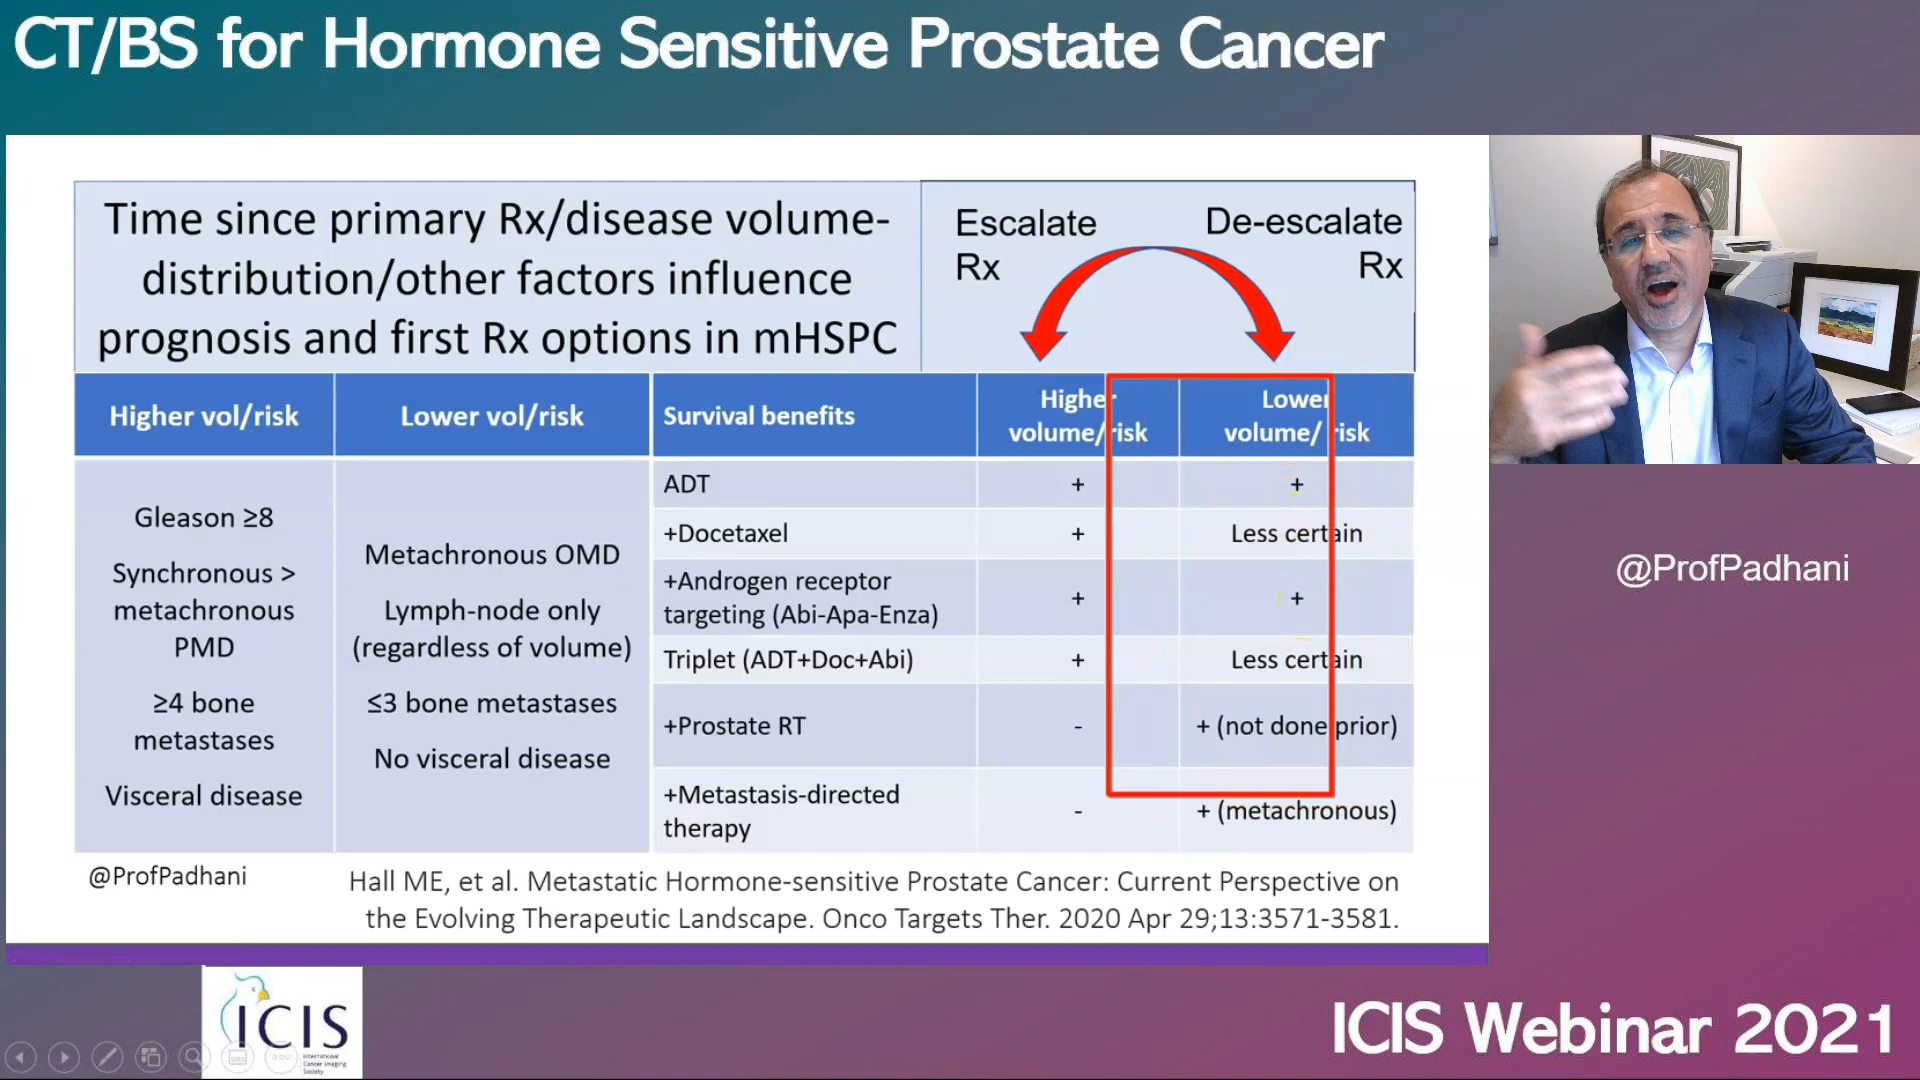 CT/BS for Hormone Sensitive Prostate Cancer
Time since primary Rx/disease volume-
distribution/other factors influence
prognosis and first Rx options in mHSPC
Escalate
Rx
De-escalate
Rx
Higher vol/risk
Lower vol/risk
Survival benefits
Higher
volume/risk
Lower
volume/ risk
Gleason ≥8
Synchronous >
metachronous
PMD
≥4 bone
metastases
Visceral disease
Metachronous OMD
Lymph-node only
(regardless of volume)
≤3 bone metastases
No visceral disease
ADT
+
+
+Docetaxel
+
Less certain
+Androgen receptor
targeting (Abi-Apa-Enza)
+
+
Triplet (ADT+Doc+Abi)
+
Less certain
+Prostate RT
-
+ (not done prior)
+Metastasis-directed
therapy
-
+ (metachronous)
@ProfPadhani
Hall ME, et al. Metastatic Hormone-sensitive Prostate Cancer: Current Perspective on
the Evolving Therapeutic Landscape. Onco Targets Ther. 2020 Apr 29;13:3571-3581.
@ProfPadhani
ICIS
International
Cancer Imaging
Society
ICIS Webinar 2021